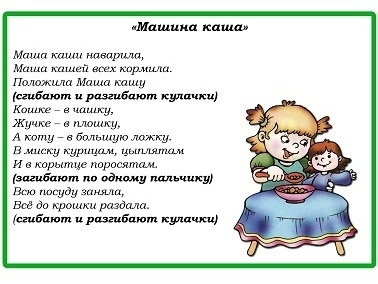 «Машина каша»
Маша каши наварила,
Маша кашей всех кормила.
Положила Маша кашу
(сгибают и разгибают кулачки)
Кошке – в чашку,
Жучке – в плошку,
А коту – в большую ложку.
В миску курицам, цыплятам
И в корытце поросятам.
(загибают по одному пальчику)
Всю посуду заняла,
Всё до крошки раздала.
(сгибают и разгибают кулачки)